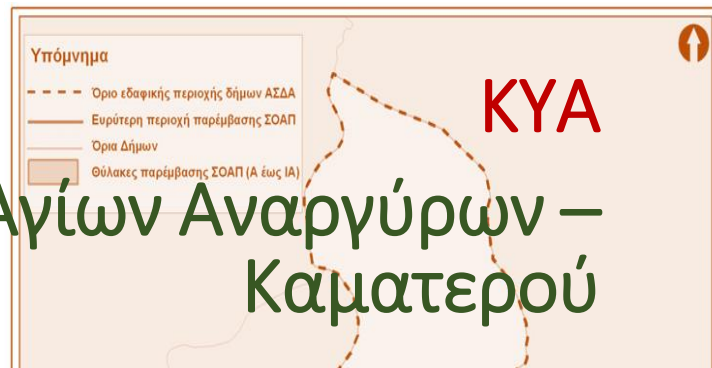 Υπόμνημα
Όριο εδαφικής περιοχής δήμων ΑΣΔΑ
Ευρύτερη περιοχή παρέμβασης ΣΟΑΠ
Όρια Δήμων
Θύλακες παρέμβασης ΣΟΑΠ (Α έως ΙΑ)
ΚΥΑ
Αγίων Αναργύρων –
Καματερού